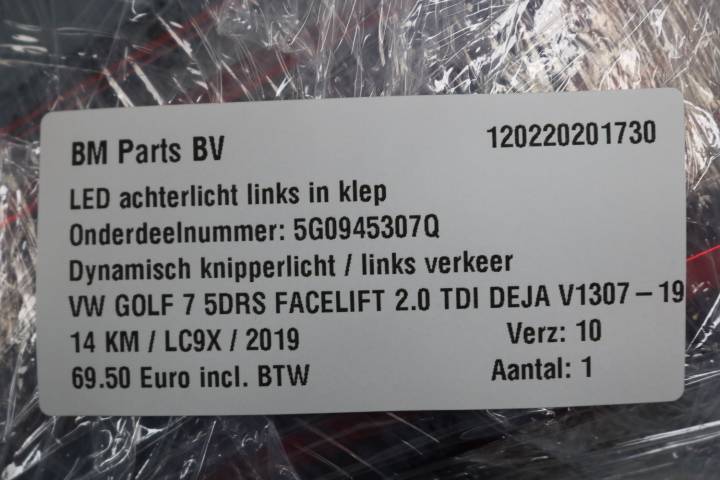 BM Parts BV 120220201730
LED achterlicht links in klep
Onderdeelnummer: 5G0945307Q
Dynamisch knipperlicht / links verkeer
VW GOLF 7 5DRS FACELIFT 2.0 TDI DEJA V1307-19
14 KM / LC9X / 2019 Verz: 10
69.50 Euro incl. BTW Aantal: 1